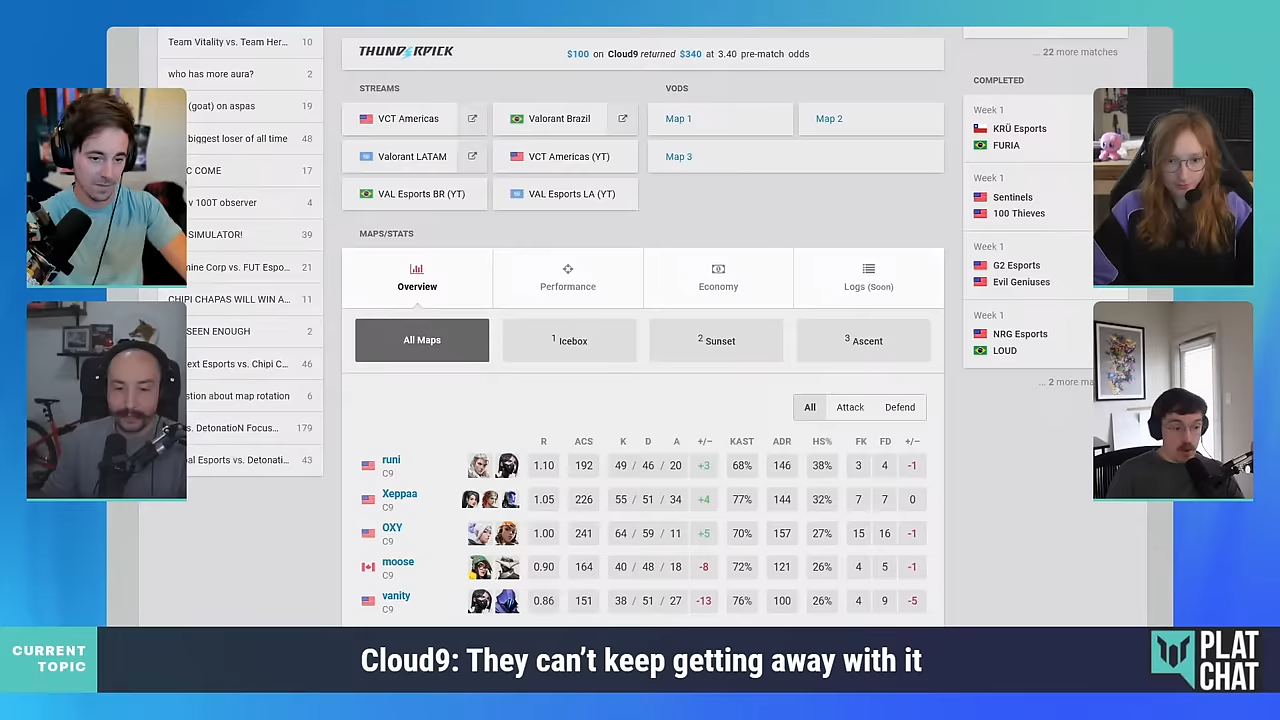 Team Vitality vs. Team Her... 10
who has more aura? 2
(goat) on aspas 19
biggest loser of all time 48
COME 17
v 100T observer 4
SIMULATOR! 39
mine Corp vs. FUT Espo... 21
CHIPI CHAPAS WILL WIN A... 11
SEEN ENOUGH 2
ext Esports vs. Chipi C... 46
stion about map rotation 6
s. DetonatioN Focus... 179
al Esports vs. Detonati... 43
THUNDERPICK
$100 on Cloud9 returned $340 at 3.40 pre-match odds
STREAMS
VODS
VCT Americas
Valorant Brazil
Map 1
Map 2
Valorant LATAM
VCT Americas (YT)
Map 3
VAL Esports BR (YT)
VAL Esports LA (YT)
MAPS/STATS
Overview
Performance
Economy
Logs (Soon)
All Maps
1 Icebox
2 Sunset
3 Ascent
All Attack Defend
R ACS K D A +/– KAST ADR HS% FK FD +/–
runi
C9
1.10 192 49 / 46 / 20 +3 68% 146 38% 3 4 -1
Xeppaa
C9
1.05 226 55 / 51 / 34 +4 77% 144 32% 7 7 0
OXY
C9
1.00 241 64 / 59 / 11 +5 70% 157 27% 15 16 -1
moose
C9
0.90 164 40 / 48 / 18 -8 72% 121 26% 4 5 -1
vanity
C9
0.86 151 38 / 51 / 27 -13 76% 100 26% 4 9 -5
... 22 more matches
COMPLETED
Week 1
KRÜ Esports
FURIA
Week 1
Sentinels
100 Thieves
Week 1
G2 Esports
Evil Geniuses
Week 1
NRG Esports
LOUD
... 2 more ma
CURRENT
TOPIC
Cloud9: They can't keep getting away with it
PLAT
CHAT